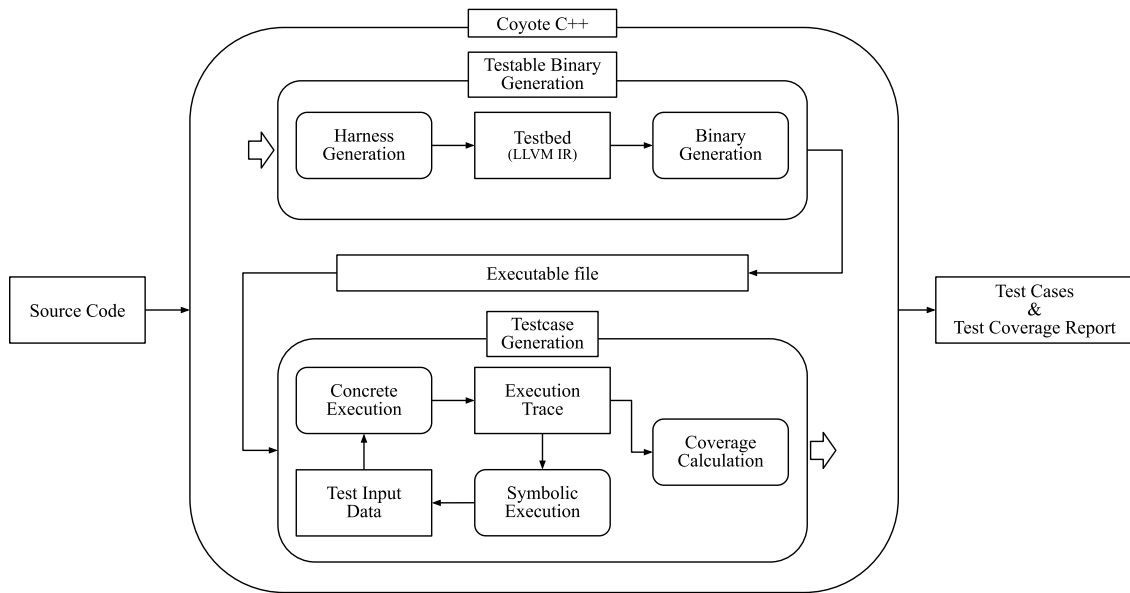 Coyote C++
Testable Binary
Generation
Harness
Generation
Testbed
(LLVM IR)
Binary
Generation
Executable file
Source Code
Test Cases
&
Test Coverage Report
Testcase
Generation
Concrete
Execution
Execution
Trace
Coverage
Calculation
Test Input
Data
Symbolic
Execution